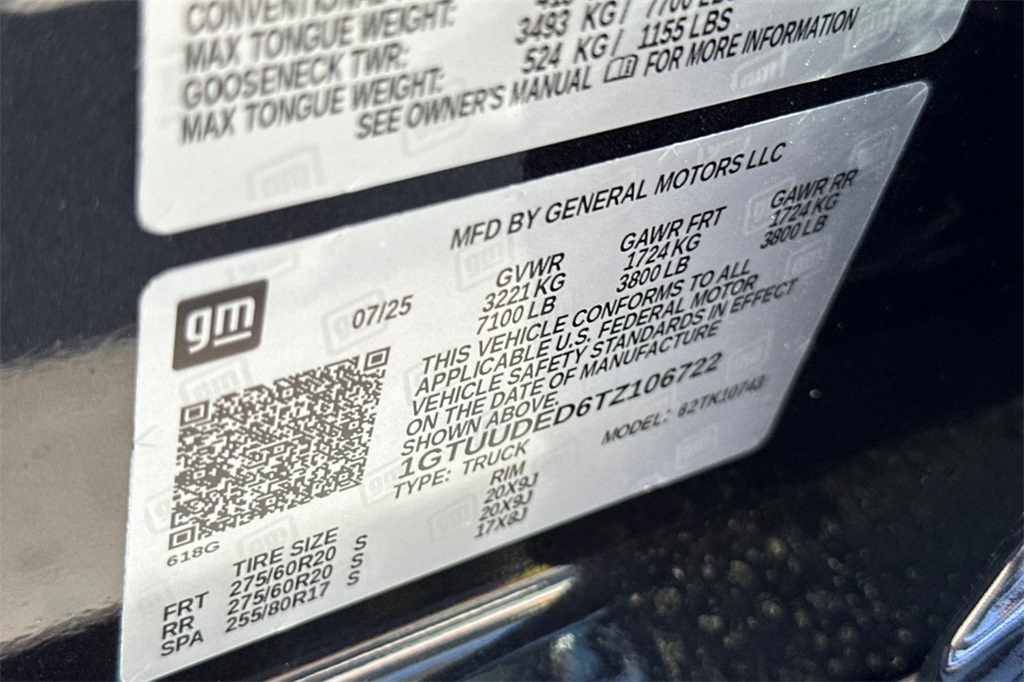 CONVENTIONAL
MAX TONGUE WEIGHT: 3493 KG/ 7700 LBS
GOOSENECK TWR: 524 KG/ 1155 LBS
MAX TONGUE WEIGHT:
SEE OWNER'S MANUAL FOR MORE INFORMATION
MFD BY GENERAL MOTORS LLC
gm
07/25
GVWR GAWR FRT GAWR RR
3221 KG 1724 KG 1724 KG
7100 LB 3800 LB 3800 LB
THIS VEHICLE CONFORMS TO ALL
APPLICABLE U.S. FEDERAL MOTOR
VEHICLE SAFETY STANDARDS IN EFFECT
ON THE DATE OF MANUFACTURE
SHOWN ABOVE.
1GTUUDED6TZ106722
TYPE: TRUCK MODEL: 62TK10743
618G
TIRE SIZE RIM
FRT 275/60R20 S 20X9J
RR 275/60R20 S 20X9J
SPA 255/80R17 S 17X8J